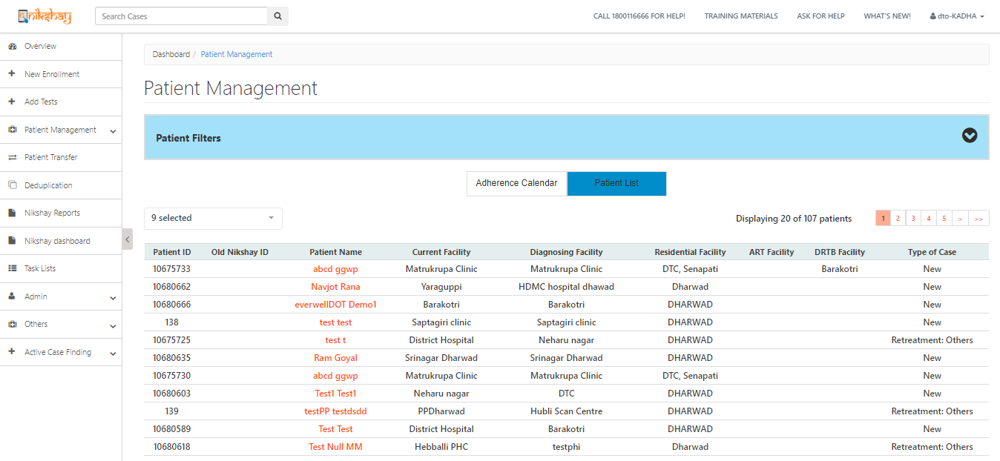 nikshay
Search Cases
CALL 1800116666 FOR HELP! TRAINING MATERIALS ASK FOR HELP WHAT'S NEW! dto-KADHA
Overview
New Enrollment
Add Tests
Patient Management
Patient Transfer
Deduplication
Nikshay Reports
Nikshay dashboard
Task Lists
Admin
Others
Active Case Finding
Dashboard / Patient Management
Patient Management
Patient Filters
Adherence Calendar Patient List
9 selected
Displaying 20 of 107 patients
1 2 3 4 5 > >>
Patient ID Old Nikshay ID Patient Name Current Facility Diagnosing Facility Residential Facility ART Facility DRTB Facility Type of Case
10675733 abcd ggwp Matrukrupa Clinic Matrukrupa Clinic DTC, Senapati Barakotri New
10680662 Navjot Rana Yaraguppi HDMC hospital dhawad Dharwad New
10680666 everwellDOT Demo1 Barakotri Barakotri DHARWAD New
138 test test Saptagiri clinic Saptagiri clinic DHARWAD New
10675725 test t District Hospital Neharu nagar DHARWAD Retreatment: Others
10680635 Ram Goyal Srinagar Dharwad Srinagar Dharwad DHARWAD New
10675730 abcd ggwp Matrukrupa Clinic Matrukrupa Clinic DTC, Senapati New
10680603 Test1 Test1 Neharu nagar DTC DHARWAD New
139 testPP testdsdd PPDharwad Hubli Scan Centre DHARWAD Retreatment: Others
10680589 Test Test District Hospital Barakotri DHARWAD New
10680618 Test Null MM Hebballi PHC testphi Dharwad Retreatment: Others